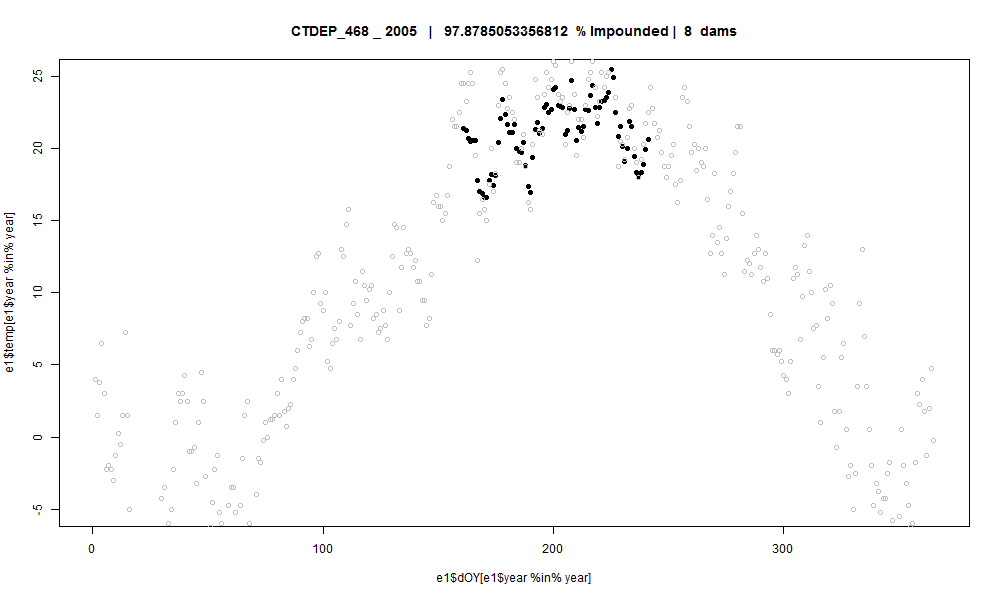 CTDEP_468 _ 2005 | 97.8785053356812 % Impounded | 8 dams
e1$temp[e1$year %in% year]
25
20
15
10
5
0
-5
0 100 200 300
e1$dOY[e1$year %in% year]